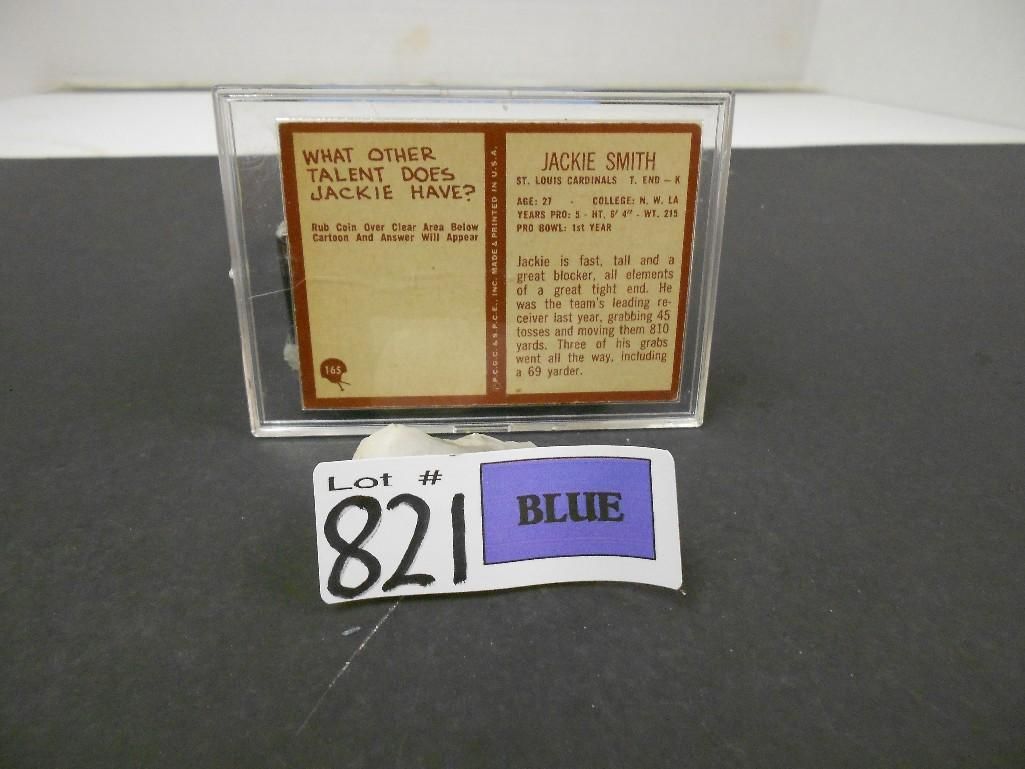 WHAT OTHER
TALENT DOES
JACKIE HAVE?
Rub Coin Over Clear Area Below
Cartoon And Answer Will Appear
165
©P.C.G.C. & S.P.C.E., INC. MADE & PRINTED IN U.S.A.
JACKIE SMITH
ST. LOUIS CARDINALS T. END – K
AGE: 27 - COLLEGE: N. W. LA
YEARS PRO: 5 - HT. 6' 4" - WT. 215
PRO BOWL: 1st YEAR
Jackie is fast, tall and a
great blocker, all elements
of a great tight end. He
was the team's leading re-
ceiver last year, grabbing 45
tosses and moving them 810
yards. Three of his grabs
went all the way, including
a 69 yarder.
Lot #
821
BLUE